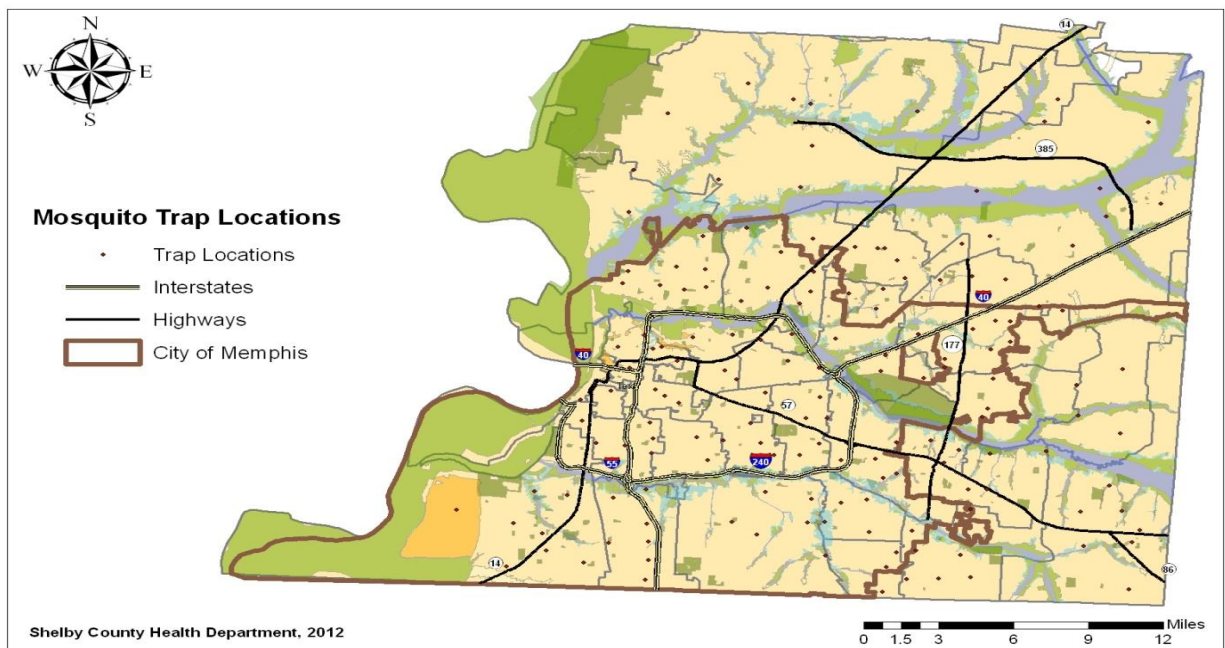 N
W E
S
Mosquito Trap Locations
Trap Locations
Interstates
Highways
City of Memphis
14
385
40
177
40
57
55
240
14
86
Shelby County Health Department, 2012
Miles
0 1.5 3 6 9 12